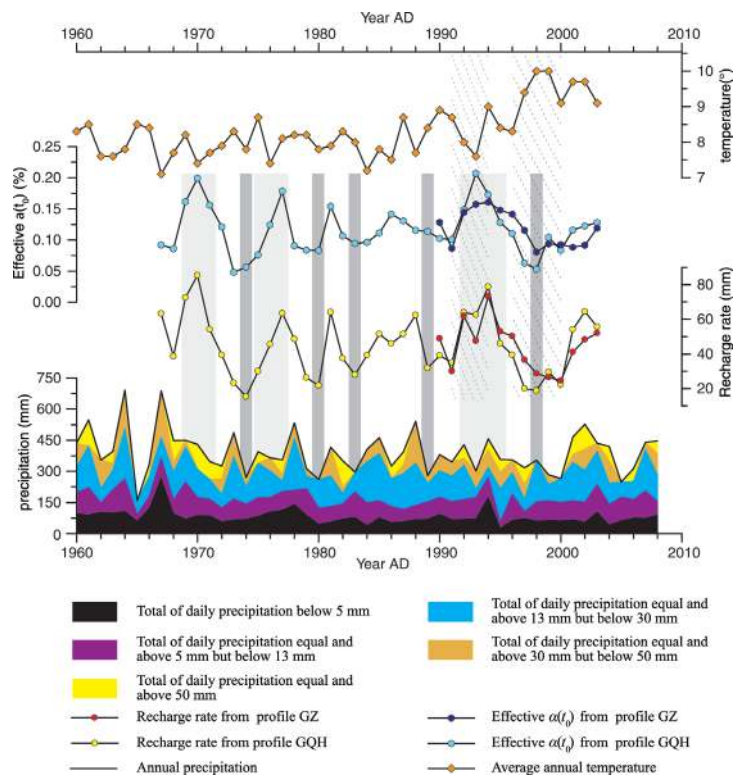 Year AD
1960 1970 1980 1990 2000 2010
10
9
8
7
temperature(°)
0.25
0.20
0.15
0.10
0.05
0.00
Effective a(t0) (%)
80
60
40
20
Recharge rate (mm)
750
600
450
300
150
0
precipitation (mm)
1960 1970 1980 1990 2000 2010
Year AD
Total of daily precipitation below 5 mm
Total of daily precipitation equal and
above 13 mm but below 30 mm
Total of daily precipitation equal and
above 5 mm but below 13 mm
Total of daily precipitation equal and
above 30 mm but below 50 mm
Total of daily precipitation equal and
above 50 mm
Recharge rate from profile GZ
Effective α(t0) from profile GZ
Recharge rate from profile GQH
Effective α(t0) from profile GQH
Annual precipitation
Average annual temperature